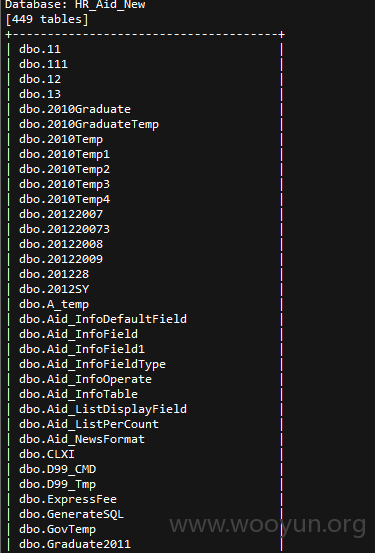 Database: HR_Aid_New
[449 tables]
+--------------------------------------+
| dbo.11 |
| dbo.111 |
| dbo.12 |
| dbo.13 |
| dbo.2010Graduate |
| dbo.2010GraduateTemp |
| dbo.2010Temp |
| dbo.2010Temp1 |
| dbo.2010Temp2 |
| dbo.2010Temp3 |
| dbo.2010Temp4 |
| dbo.20122007 |
| dbo.201220073 |
| dbo.20122008 |
| dbo.20122009 |
| dbo.201228 |
| dbo.2012SY |
| dbo.A_temp |
| dbo.Aid_InfoDefaultField |
| dbo.Aid_InfoField |
| dbo.Aid_InfoField1 |
| dbo.Aid_InfoFieldType |
| dbo.Aid_InfoOperate |
| dbo.Aid_InfoTable |
| dbo.Aid_ListDisplayField |
| dbo.Aid_ListPerCount |
| dbo.Aid_NewsFormat |
| dbo.CLXI |
| dbo.D99_CMD |
| dbo.D99_Tmp |
| dbo.ExpressFee |
| dbo.GenerateSQL |
| dbo.GovTemp |
| dbo.Graduate2011 |
www.wooyun.org